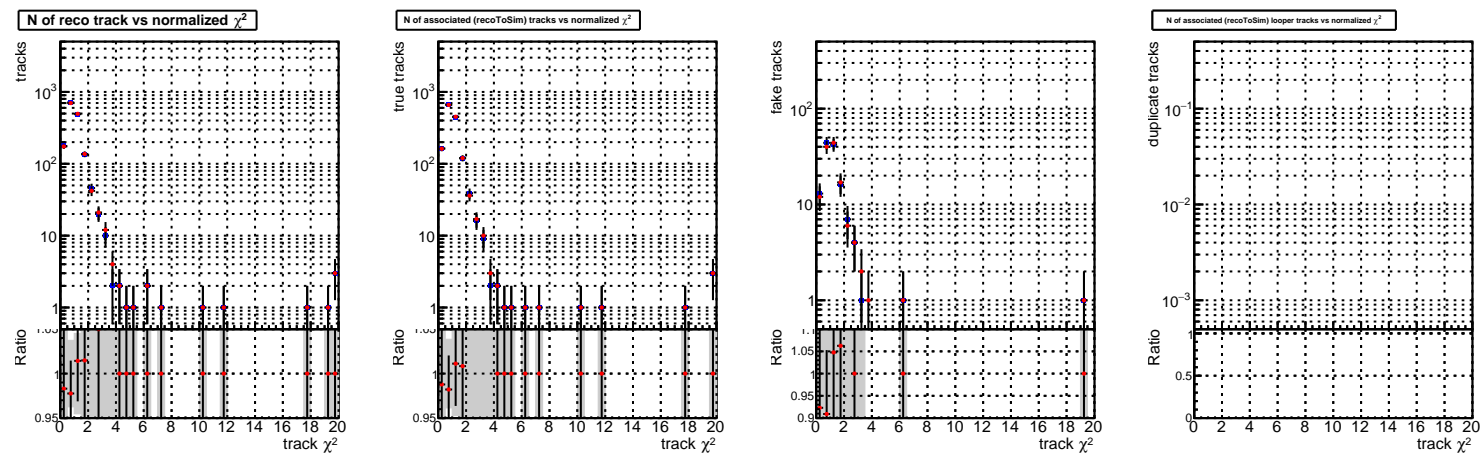 N of reco track vs normalized χ²
tracks
10³
10²
10
1
Ratio
1.05
1
0.95
0 2 4 6 8 10 12 14 16 18 20
track χ²
N of associated (recoToSim) tracks vs normalized χ²
true tracks
10³
10²
10
1
Ratio
1.05
1
0.95
0 2 4 6 8 10 12 14 16 18 20
track χ²
fake tracks
10²
10
1
Ratio
1.05
1
0.95
0.9
0 2 4 6 8 10 12 14 16 18 20
track χ²
N of associated (recoToSim) looper tracks vs normalized χ²
duplicate tracks
10⁻¹
10⁻²
10⁻³
Ratio
1
0.5
0
0 2 4 6 8 10 12 14 16 18 20
track χ²